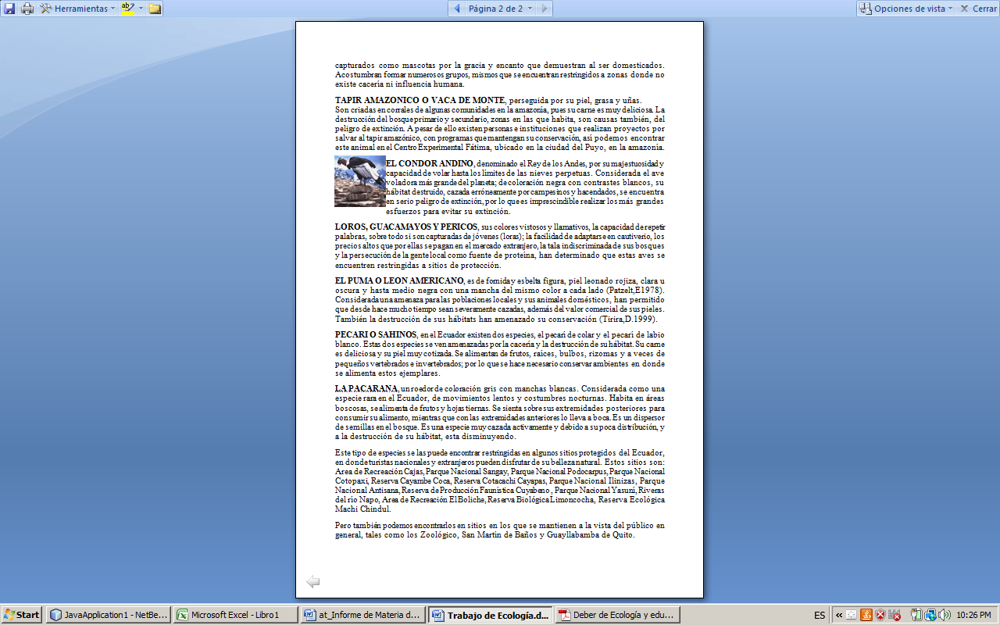 Herramientas
Página 2 de 2
Opciones de vista
Cerrar
capturados como mascotas por la gracia y encanto que demuestran al ser domesticados.
Acostumbran formar numerosos grupos, mismos que se encuentran restringidos a zonas donde no
existe cacería ni influencia humana.
TAPIR AMAZONICO O VACA DE MONTE, perseguida por su piel, grasa y uñas.
Son criadas en corrales de algunas comunidades en la amazonía, pues su carne es muy deliciosa. La
destrucción del bosque primario y secundario, zonas en las que habita, son causas también, del
peligro de extinción. A pesar de ello existen personas e instituciones que realizan proyectos por
salvar al tapir amazónico, con programas que mantengan su conservación, así podemos encontrar
este animal en el Centro Experimental Fátima, ubicado en la ciudad del Puyo, en la amazonía.
EL CONDOR ANDINO, denominado el Rey de los Andes, por su majestuosidad y
capacidad de volar hasta los límites de las nieves perpetuas. Considerada el ave
voladora más grande del planeta; de coloración negra con contrastes blancos, su
hábitat destruido, cazada erróneamente por campesinos y hacendados, se encuentra
en serio peligro de extinción, por lo que es imprescindible realizar los más grandes
esfuerzos para evitar su extinción.
LOROS, GUACAMAYOS Y PERICOS, sus colores vistosos y llamativos, la capacidad de repetir
palabras, sobre todo si son capturadas de jóvenes (loras); la facilidad de adaptarse en cautiverio, los
precios altos que por ellas se pagan en el mercado extranjero, la tala indiscriminada de sus bosques
y la persecución de la gente local como fuente de proteína, han determinado que estas aves se
encuentren restringidas a sitios de protección.
EL PUMA O LEON AMERICANO, es de fornida y esbelta figura, piel leonado rojiza, clara u
oscura y hasta medio negra con una mancha del mismo color a cada lado (Patzelt,E1978).
Considerada una amenaza para las poblaciones locales y sus animales domésticos, han permitido
que desde hace mucho tiempo sean severamente cazadas, además del valor comercial de sus pieles.
También la destrucción de sus hábitats han amenazado su conservación (Tirira,D.1999).
PECARI O SAHINOS, en el Ecuador existen dos especies, el pecarí de colar y el pecarí de labio
blanco. Estas dos especies se ven amenazadas por la cacería y la destrucción de su hábitat. Su carne
es deliciosa y su piel muy cotizada. Se alimentan de frutos, raíces, bulbos, rizomas y a veces de
pequeños vertebrados e invertebrados; por lo que se hace necesario conservar ambientes en donde
se alimenta estos ejemplares.
LA PACARANA, un roedor de coloración gris con manchas blancas. Considerada como una
especie rara en el Ecuador, de movimientos lentos y costumbres nocturnas. Habita en áreas
boscosas, se alimenta de frutos y hojas tiernas. Se sienta sobre sus extremidades posteriores para
consumir su alimento, mientras que con las extremidades anteriores lo lleva a boca. Es un dispersor
de semillas en el bosque. Es una especie muy cazada activamente y debido a su poca distribución, y
a la destrucción de su hábitat, esta disminuyendo.
Este tipo de especies se las puede encontrar restringidas en algunos sitios protegidos del Ecuador,
en donde turistas nacionales y extranjeros pueden disfrutar de su belleza natural. Estos sitios son:
Area de Recreación Cajas, Parque Nacional Sangay, Parque Nacional Podocarpus, Parque Nacional
Cotopaxi, Reserva Cayambe Coca, Reserva Cotacachi Cayapas, Parque Nacional Ilinizas, Parque
Nacional Antisana, Reserva de Producción Faunística Cuyabeno , Parque Nacional Yasuní, Riveras
del río Napo, Area de Recreación El Boliche, Reserva Biológica Limoncocha, Reserva Ecológica
Machi Chindul.
Pero también podemos encontrarlos en sitios en los que se mantienen a la vista del público en
general, tales como los Zoológico, San Martín de Baños y Guayllabamba de Quito.
Start
JavaApplication1 - NetBe...
Microsoft Excel - Libro1
at_Informe de Materia d...
Trabajo de Ecología.d...
Deber de Ecología y edu...
ES
10:26 PM